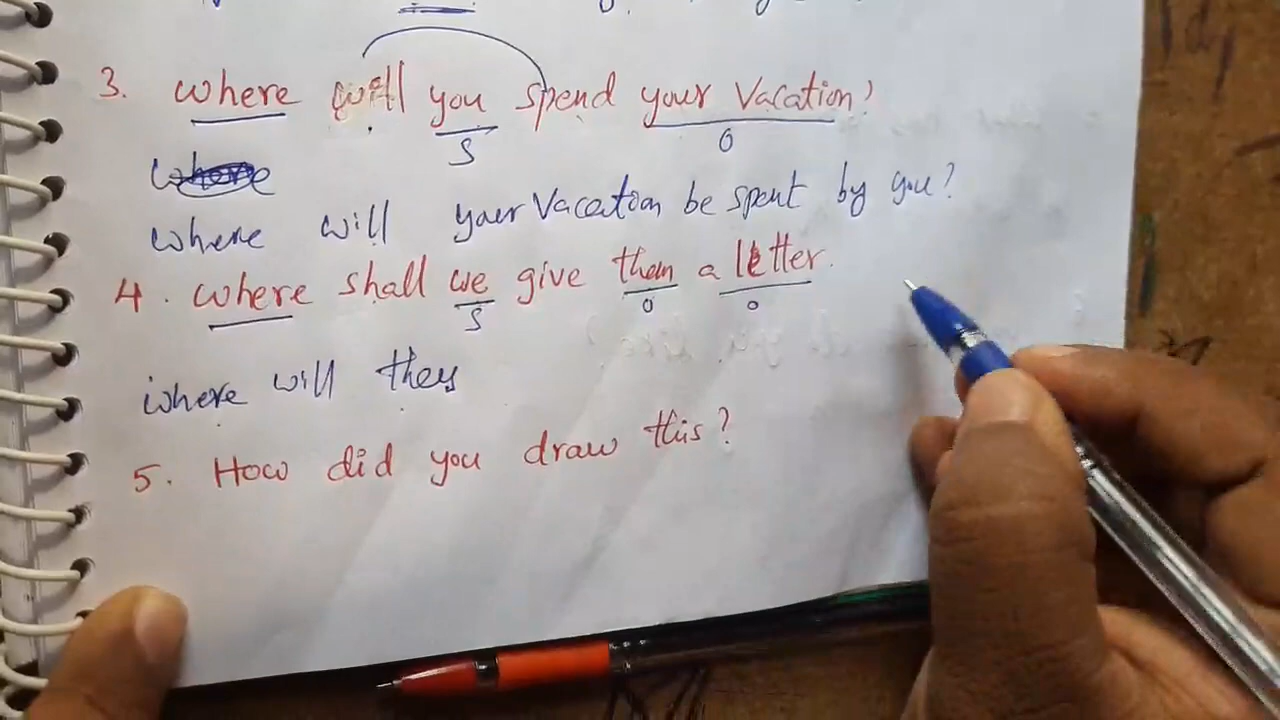 3. Where will you spend your Vacation?
S O
Where will your Vacation be spent by you?
4. Where shall we give them a letter.
S O O
where will they
5. How did you draw this?